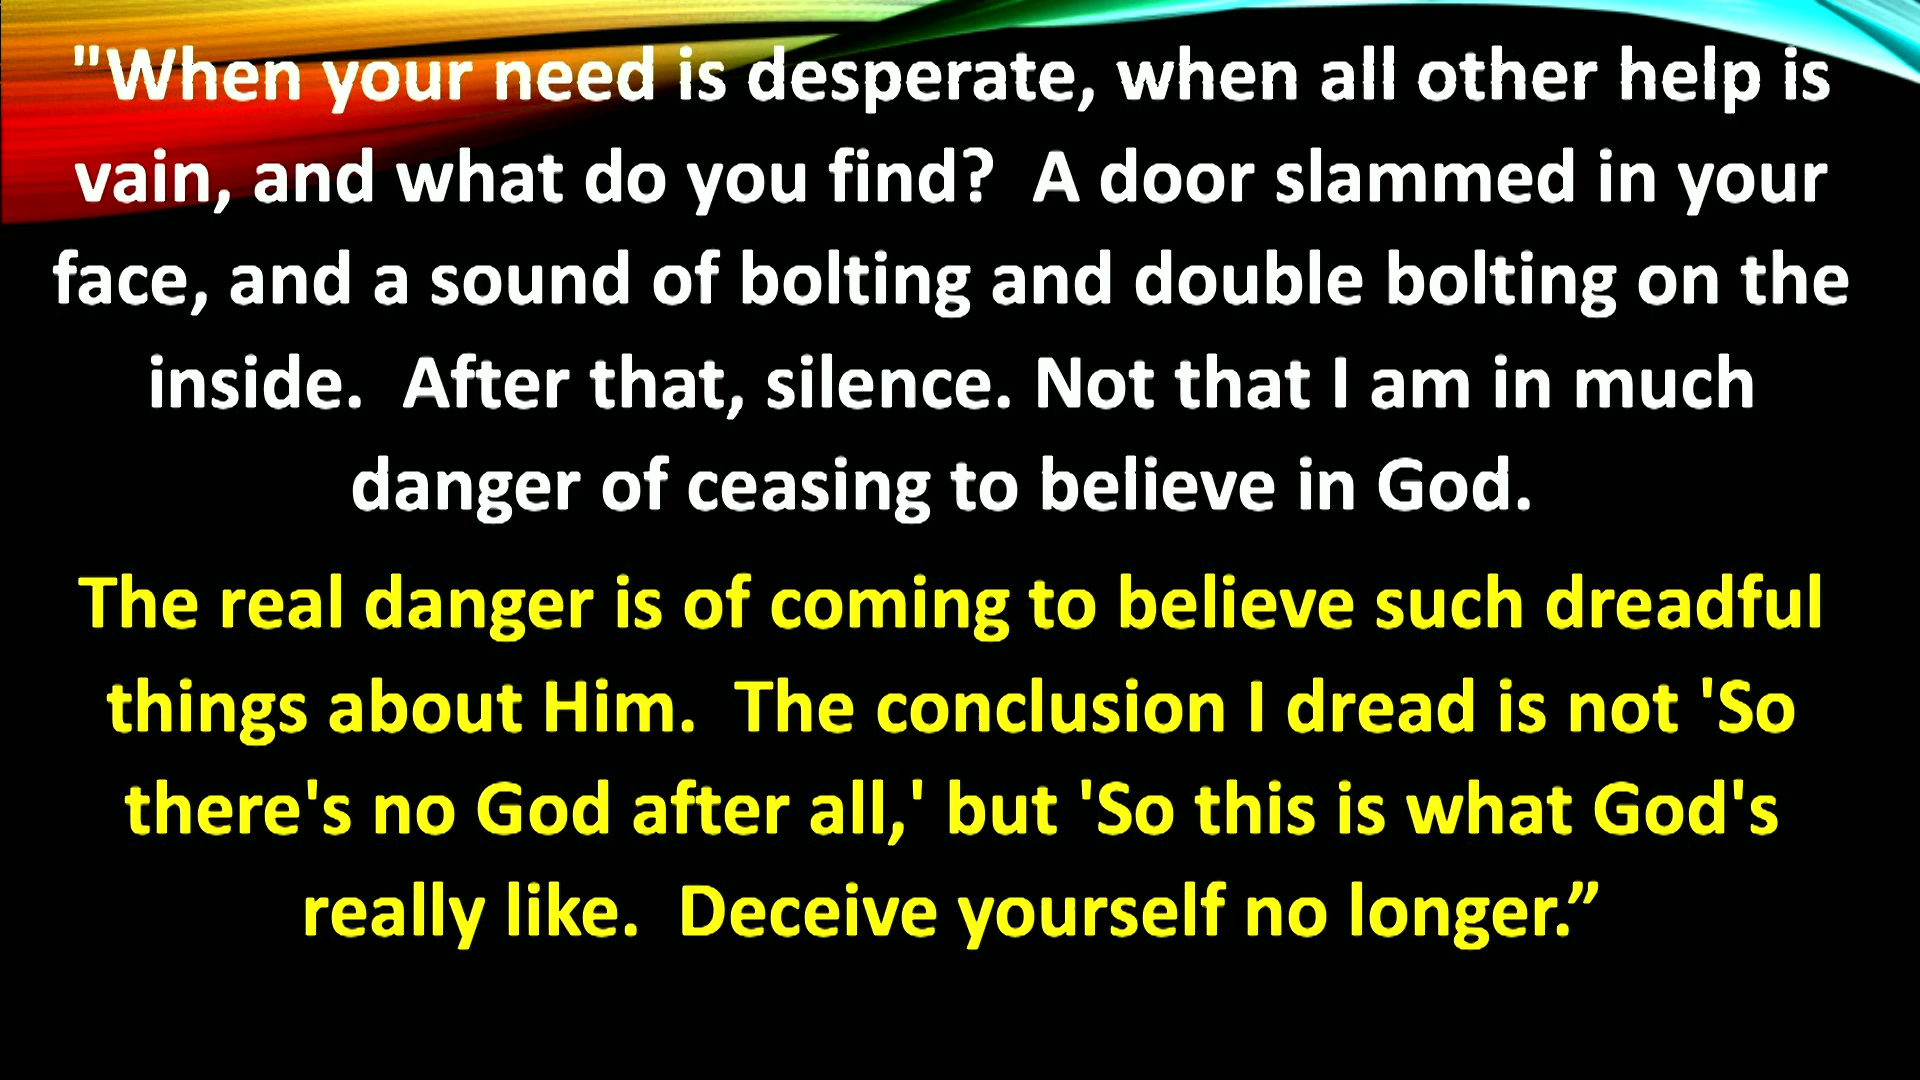 "When your need is desperate, when all other help is
vain, and what do you find?  A door slammed in your
face, and a sound of bolting and double bolting on the
inside.  After that, silence. Not that I am in much
danger of ceasing to believe in God.
The real danger is of coming to believe such dreadful
things about Him.  The conclusion I dread is not 'So
there's no God after all,' but 'So this is what God's
really like.  Deceive yourself no longer.”